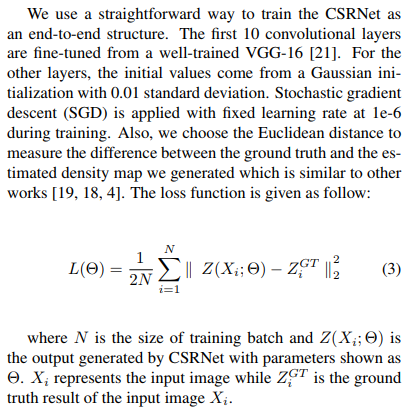 We use a straightforward way to train the CSRNet as
an end-to-end structure. The first 10 convolutional layers
are fine-tuned from a well-trained VGG-16 [21]. For the
other layers, the initial values come from a Gaussian ini-
tialization with 0.01 standard deviation. Stochastic gradient
descent (SGD) is applied with fixed learning rate at 1e-6
during training. Also, we choose the Euclidean distance to
measure the difference between the ground truth and the es-
timated density map we generated which is similar to other
works [19, 18, 4]. The loss function is given as follow:
L(Θ) = \frac{1}{2N} \sum_{i=1}^{N} ‖ Z(X_i; Θ) − Z_i^{GT} ‖_2^2 (3)
where N is the size of training batch and Z(X_i; Θ) is
the output generated by CSRNet with parameters shown as
Θ. X_i represents the input image while Z_i^{GT} is the ground
truth result of the input image X_i.